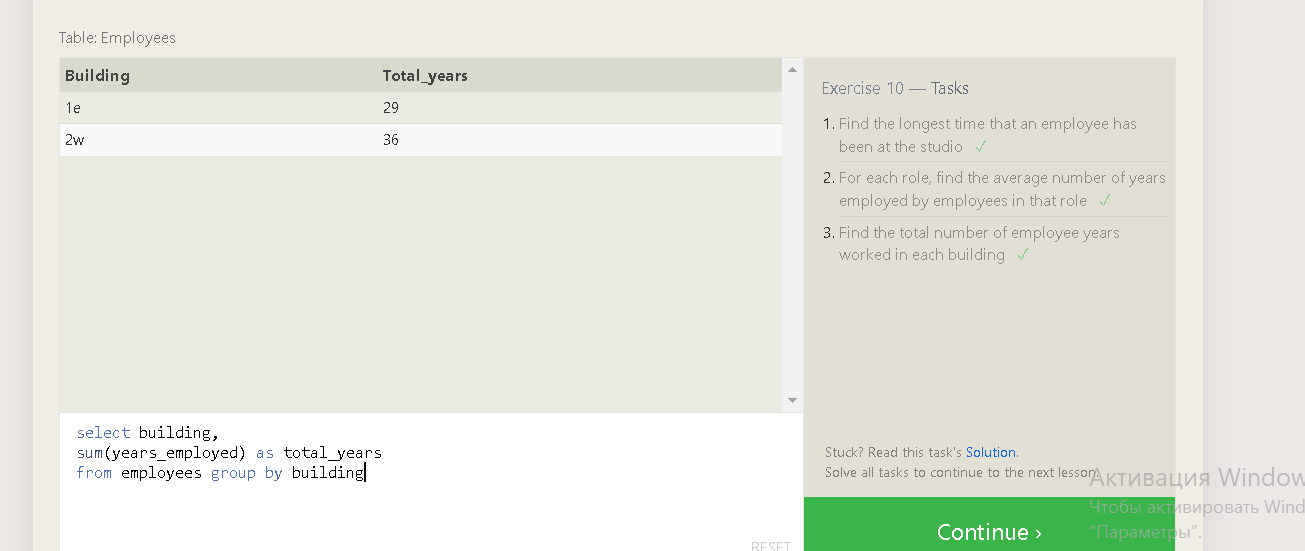 Table: Employees
Building Total_years
1e 29
2w 36
select building,
sum(years_employed) as total_years
from employees group by building
RESET
Exercise 10 — Tasks
1. Find the longest time that an employee has
been at the studio ✓
2. For each role, find the average number of years
employed by employees in that role ✓
3. Find the total number of employee years
worked in each building ✓
Stuck? Read this task's Solution.
Solve all tasks to continue to the next lesson.
Continue ›
Активация Window
Чтобы активировать Wind
"Параметры".